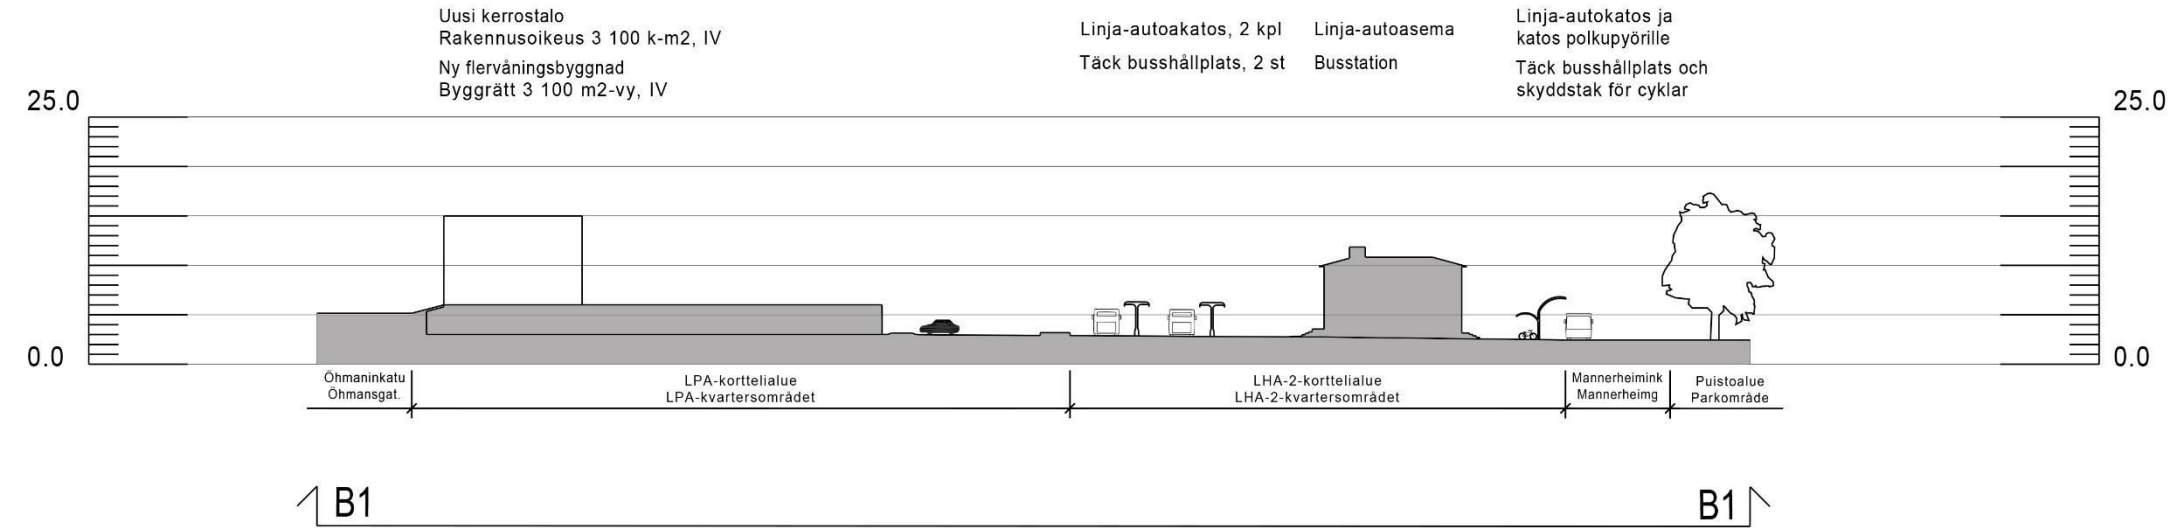 Uusi kerrostalo
Rakennusoikeus 3 100 k-m2, IV
Ny flervåningsbyggnad
Byggrätt 3 100 m2-vy, IV
Linja-autoakatos, 2 kpl
Täck busshållplats, 2 st
Linja-autoasema
Busstation
Linja-autokatos ja
katos polkupyörille
Täck busshållplats och
skyddstak för cyklar
25.0
25.0
0.0
0.0
Öhmaninkatu
Öhmansgat.
LPA-korttelialue
LPA-kvartersområdet
LHA-2-korttelialue
LHA-2-kvartersområdet
Mannerheimink
Mannerheimg
Puistoalue
Parkområde
B1
B1